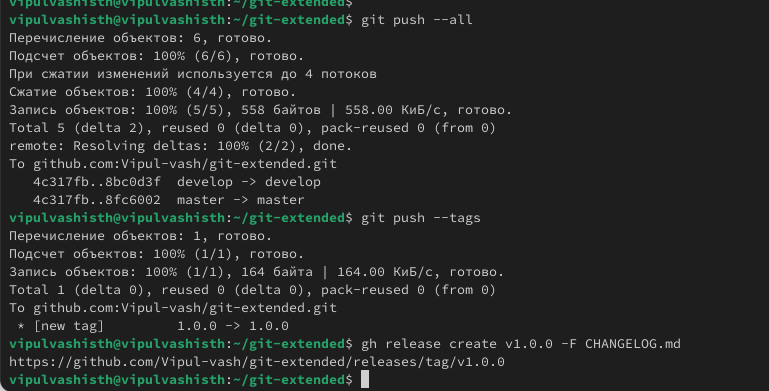 vipulvashisth@vipulvashisth:~/git-extended$
vipulvashisth@vipulvashisth:~/git-extended$ git push --all
Перечисление объектов: 6, готово.
Подсчет объектов: 100% (6/6), готово.
При сжатии изменений используется до 4 потоков
Сжатие объектов: 100% (4/4), готово.
Запись объектов: 100% (5/5), 558 байтов | 558.00 КиБ/с, готово.
Total 5 (delta 2), reused 0 (delta 0), pack-reused 0 (from 0)
remote: Resolving deltas: 100% (2/2), done.
To github.com:Vipul-vash/git-extended.git
   4c317fb..8bc0d3f  develop -> develop
   4c317fb..8fc6002  master -> master
vipulvashisth@vipulvashisth:~/git-extended$ git push --tags
Перечисление объектов: 1, готово.
Подсчет объектов: 100% (1/1), готово.
Запись объектов: 100% (1/1), 164 байта | 164.00 КиБ/с, готово.
Total 1 (delta 0), reused 0 (delta 0), pack-reused 0 (from 0)
To github.com:Vipul-vash/git-extended.git
 * [new tag]         1.0.0 -> 1.0.0
vipulvashisth@vipulvashisth:~/git-extended$ gh release create v1.0.0 -F CHANGELOG.md
https://github.com/Vipul-vash/git-extended/releases/tag/v1.0.0
vipulvashisth@vipulvashisth:~/git-extended$